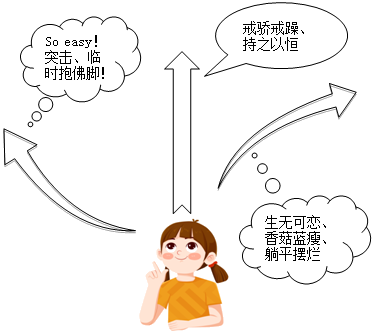 So easy!
突击、临
时抱佛脚!
戒骄戒躁、
持之以恒
生无可恋、
香菇蓝瘦、
躺平摆烂